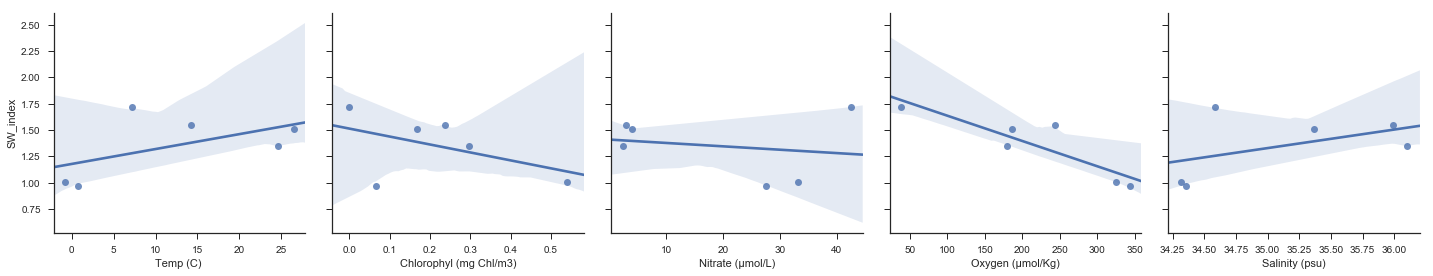 SW_index
2.50
2.25
2.00
1.75
1.50
1.25
1.00
0.75
0 5 10 15 20 25
Temp (C)
0.0 0.1 0.2 0.3 0.4 0.5
Chlorophyl (mg Chl/m3)
10 20 30 40
Nitrate (μmol/L)
50 100 150 200 250 300 350
Oxygen (μmol/Kg)
34.25 34.50 34.75 35.00 35.25 35.50 35.75 36.00
Salinity (psu)